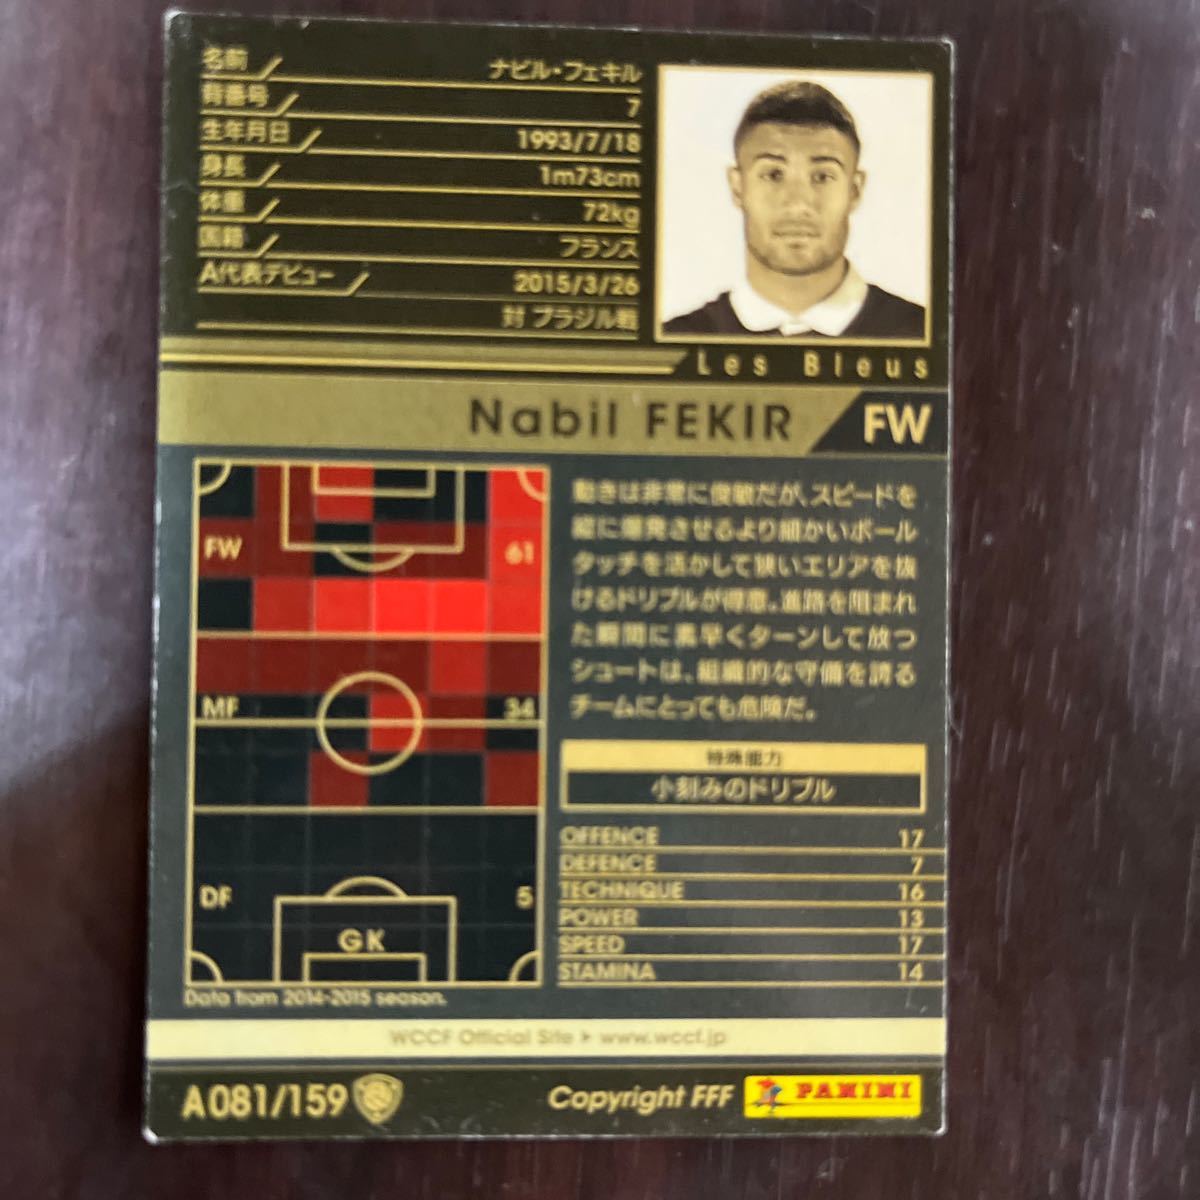 名前 ナビル・フェキル
背番号 7
生年月日 1993/7/18
身長 1m73cm
体重 72kg
国籍 フランス
A代表デビュー 2015/3/26
対 ブラジル戦
Les Bleus
Nabil FEKIR FW
FW 61
MF 34
DF 5
GK
Data from 2014-2015 season.
動きは非常に俊敏だが、スピードを
縦に爆発させるより細かいボール
タッチを活かして狭いエリアを抜
けるドリブルが得意。進路を阻まれ
た瞬間に素早くターンして放つ
シュートは、組織的な守備を誇る
チームにとっても危険だ。
特殊能力
小刻みのドリブル
OFFENCE 17
DEFENCE 7
TECHNIQUE 16
POWER 13
SPEED 17
STAMINA 14
WCCF Official Site ▶ www.wccf.jp
A081/159
Copyright FFF
PANINI